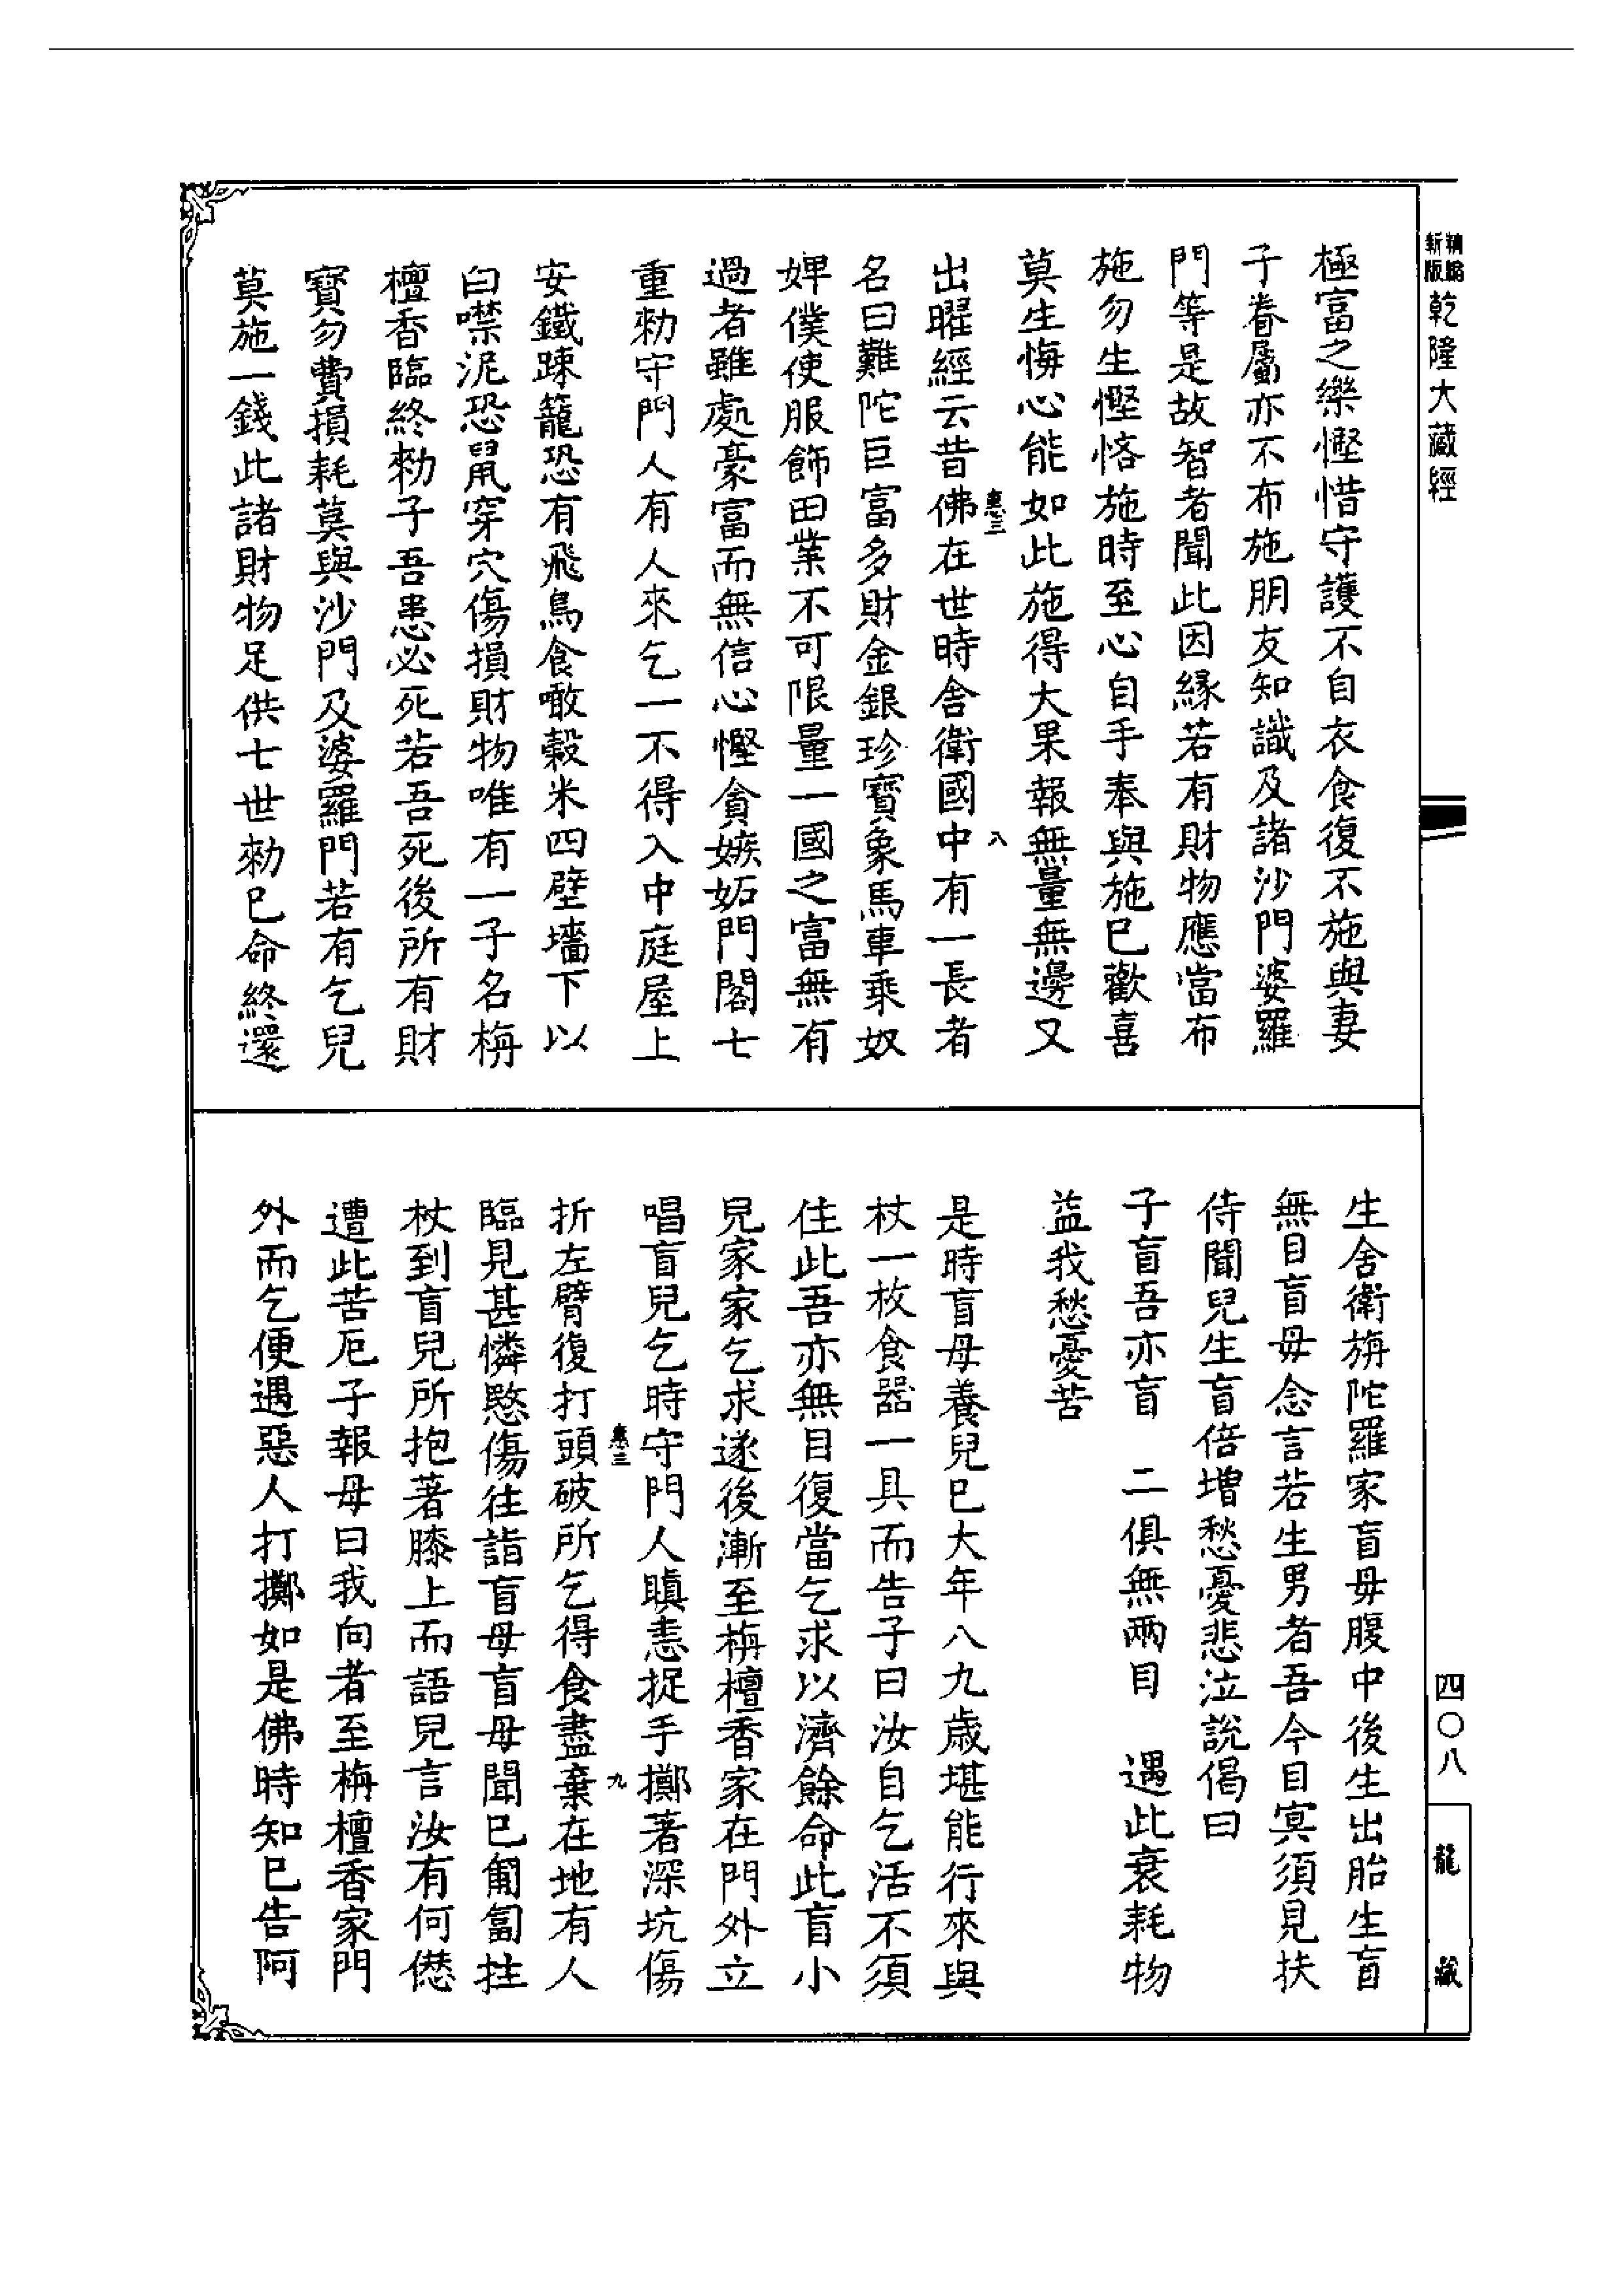 新版精縮乾隆大藏經
極富之樂慳惜守護不自衣食復不施與妻
子眷屬亦不布施朋友知識及諸沙門婆羅
門等是故智者聞此因緣若有財物應當布
施勿生慳悋施時至心自手奉與施已歡喜
莫生悔心能如此施得大果報無量無邊又
惠三 八
出曜經云昔佛在世時舍衛國中有一長者
名曰難陀巨富多財金銀珍寶象馬車乘奴
婢僕使服飾田業不可限量一國之富無有
過者雖處豪富而無信心慳貪嫉妬門閣七
重勅守門人有人來乞一不得入中庭屋上
安鐵疎籠恐有飛鳥食噉穀米四壁墻下以
白噤泥恐鼠穿穴傷損財物唯有一子名栴
檀香臨終勅子吾患必死若吾死後所有財
寶勿費損耗莫與沙門及婆羅門若有乞兒
莫施一錢此諸財物足供七世勅已命終還
生舍衛旃陀羅家盲母腹中後生出胎生盲
無目盲母念言若生男者吾今目冥須見扶
侍聞兒生盲倍增愁憂悲泣說偈曰
子盲吾亦盲　二俱無兩目　遇此衰耗物
益我愁憂苦
是時盲母養兒已大年八九歲堪能行來與
杖一枚食器一具而告子曰汝自乞活不須
住此吾亦無目復當乞求以濟餘命此盲小
兒家家乞求遂後漸至栴檀香家在門外立
唱盲兒乞時守門人瞋恚捉手擲著深坑傷
惠三 九
折左臂復打頭破所乞得食盡棄在地有人
臨見甚憐愍傷往詣盲母盲母聞已匍匐拄
杖到盲兒所抱著膝上而語兒言汝有何愆
遭此苦厄子報母曰我向者至栴檀香家門
外而乞便遇惡人打擲如是佛時知已告阿
四〇八
龍藏